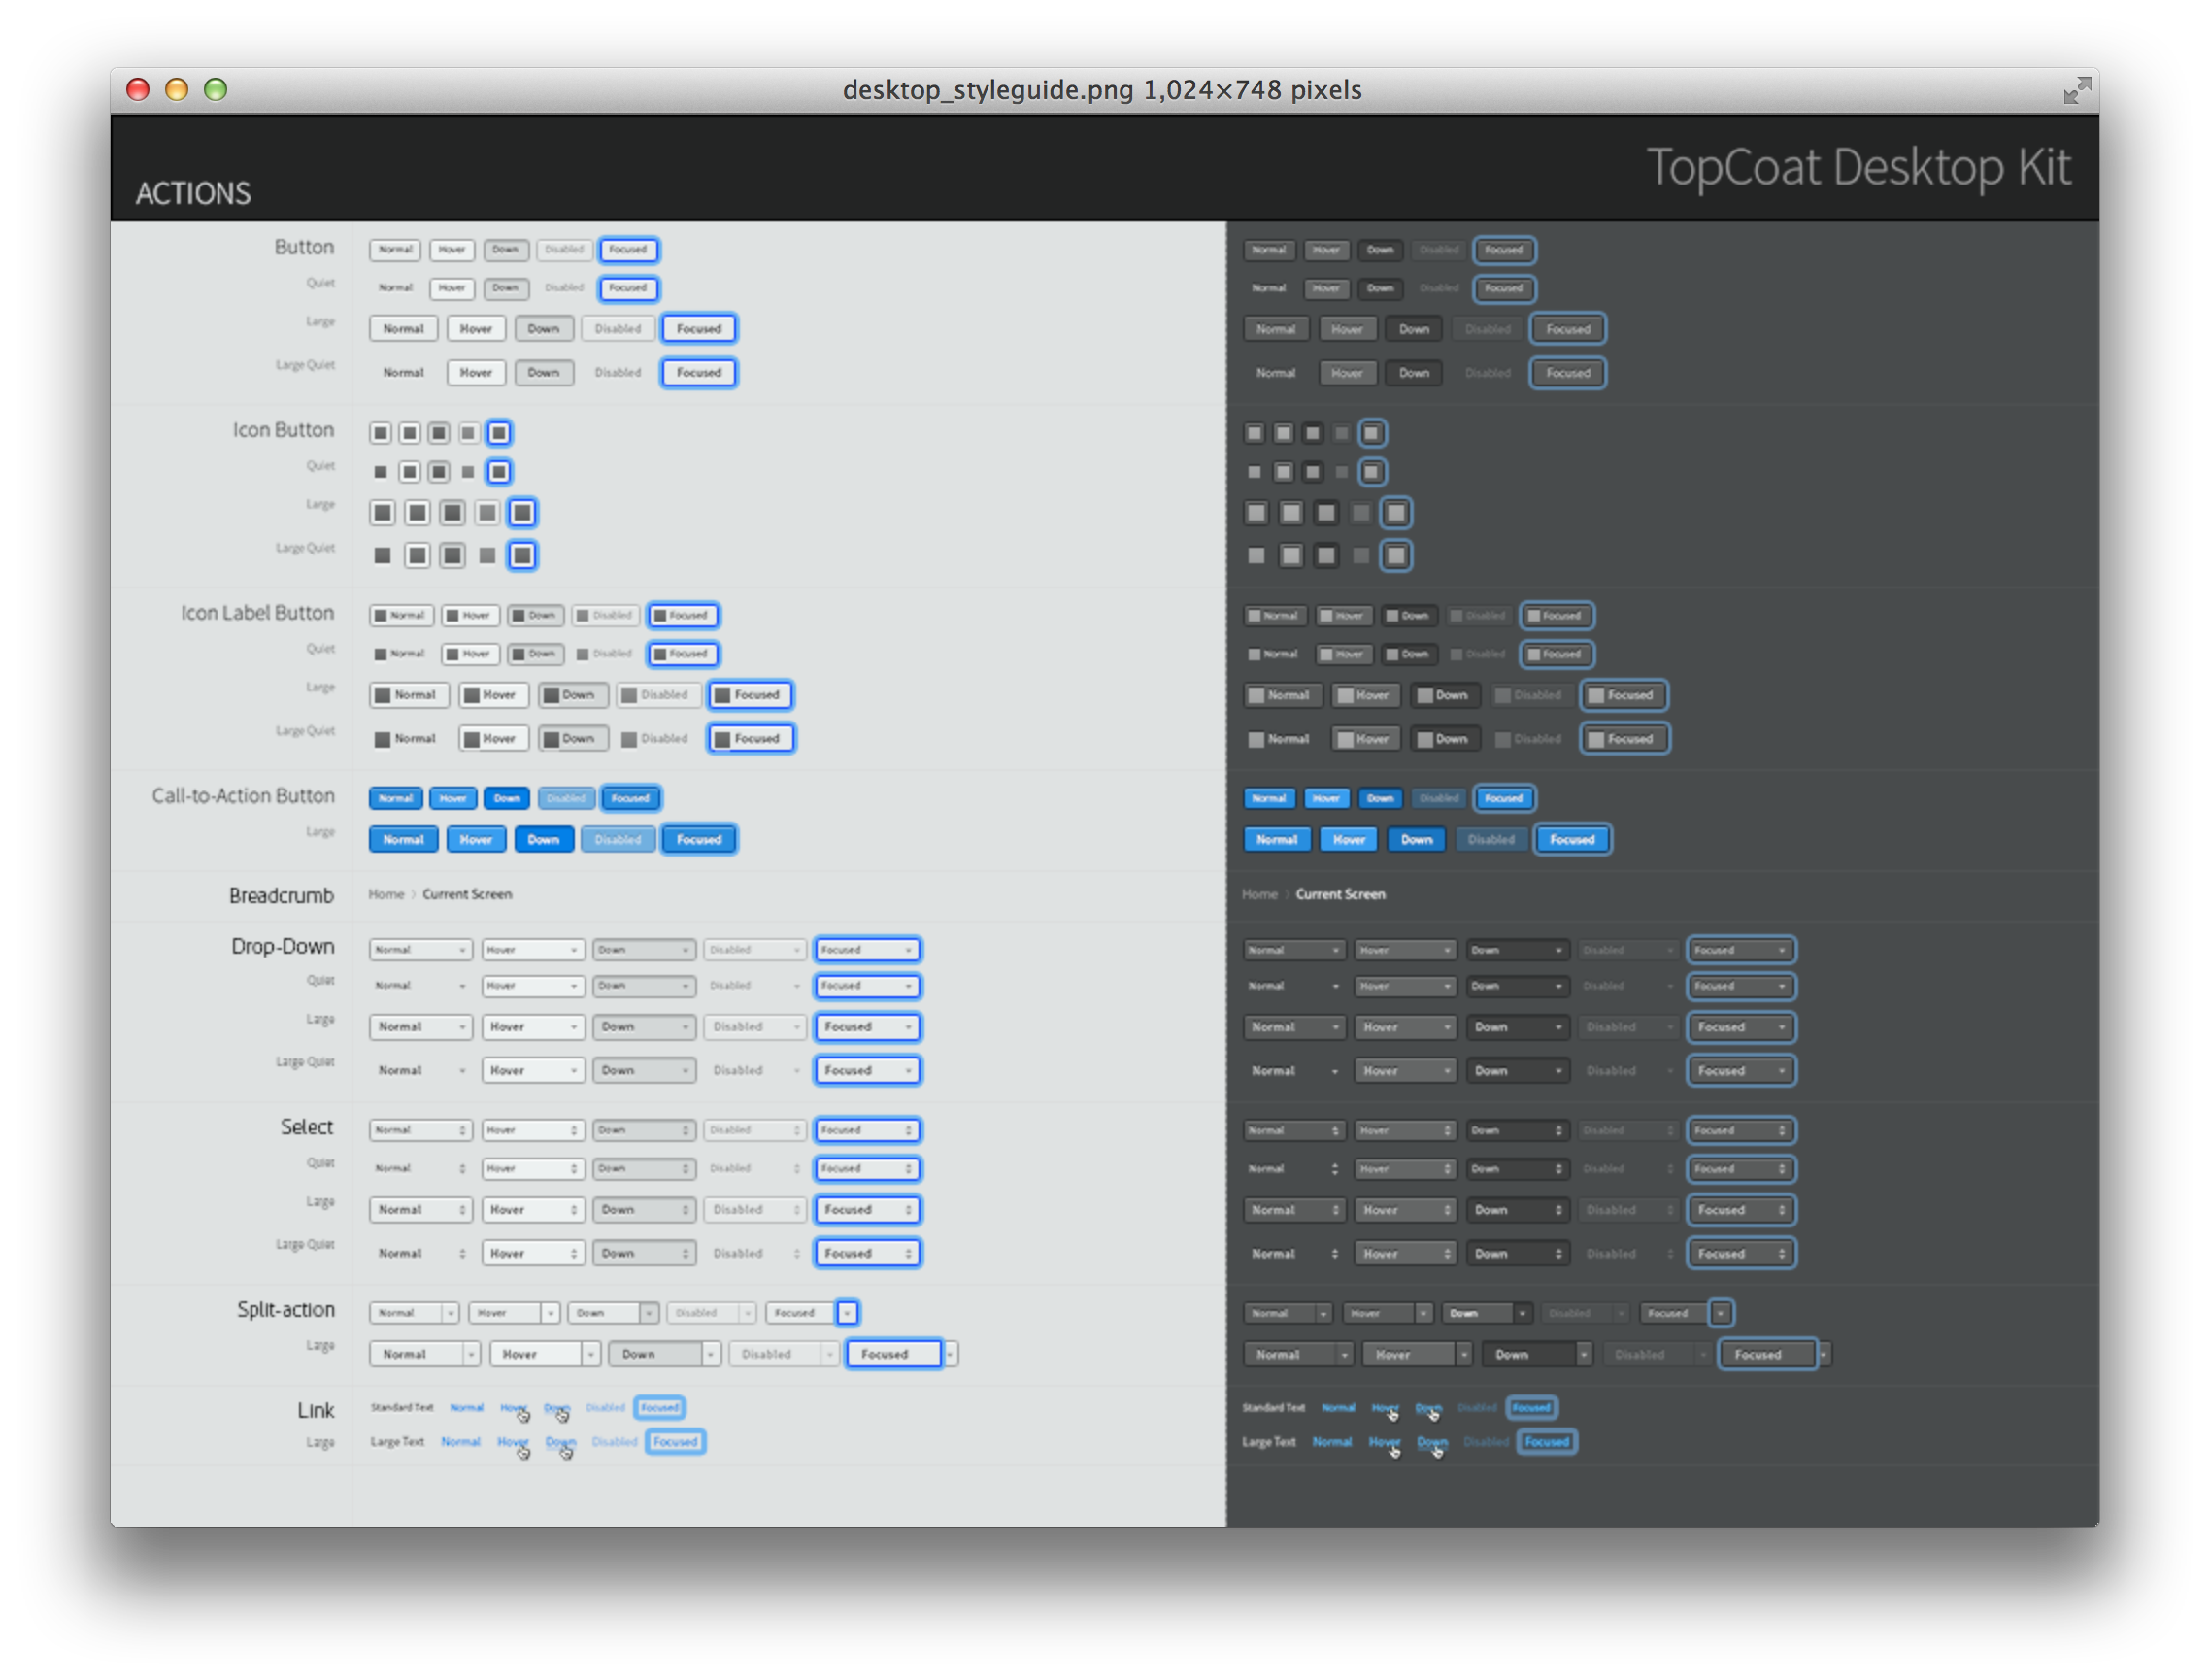 desktop_styleguide.png 1,024×748 pixels
TopCoat Desktop Kit
ACTIONS
Button Normal Hover Down Disabled Focused Normal Hover Down Disabled Focused
Quiet Normal Hover Down Disabled Focused Normal Hover Down Disabled Focused
Large Normal Hover Down Disabled Focused Normal Hover Down Disabled Focused
Large Quiet Normal Hover Down Disabled Focused Normal Hover Down Disabled Focused
Icon Button
Quiet
Large
Large Quiet
Icon Label Button Normal Hover Down Disabled Focused Normal Hover Down Disabled Focused
Quiet Normal Hover Down Disabled Focused Normal Hover Down Disabled Focused
Large Normal Hover Down Disabled Focused Normal Hover Down Disabled Focused
Large Quiet Normal Hover Down Disabled Focused Normal Hover Down Disabled Focused
Call-to-Action Button Normal Hover Down Disabled Focused Normal Hover Down Disabled Focused
Large Normal Hover Down Disabled Focused Normal Hover Down Disabled Focused
Breadcrumb Home › Current Screen Home › Current Screen
Drop-Down Normal Hover Down Disabled Focused Normal Hover Down Disabled Focused
Quiet Normal Hover Down Disabled Focused Normal Hover Down Disabled Focused
Large Normal Hover Down Disabled Focused Normal Hover Down Disabled Focused
Large Quiet Normal Hover Down Disabled Focused Normal Hover Down Disabled Focused
Select Normal Hover Down Disabled Focused Normal Hover Down Disabled Focused
Quiet Normal Hover Down Disabled Focused Normal Hover Down Disabled Focused
Large Normal Hover Down Disabled Focused Normal Hover Down Disabled Focused
Large Quiet Normal Hover Down Disabled Focused Normal Hover Down Disabled Focused
Split-action Normal Hover Down Disabled Focused Normal Hover Down Disabled Focused
Large Normal Hover Down Disabled Focused Normal Hover Down Disabled Focused
Link Standard Text Normal Hover Down Disabled Focused Standard Text Normal Hover Down Disabled Focused
Large Large Text Normal Hover Down Disabled Focused Large Text Normal Hover Down Disabled Focused